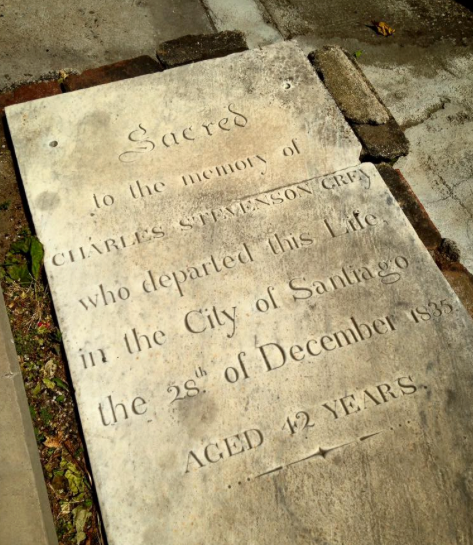 Sacred
to the memory of
CHARLES STEVENSON GREY
who departed this Life
in the City of Santiago
the 28th. of December 1835
AGED 42 YEARS.